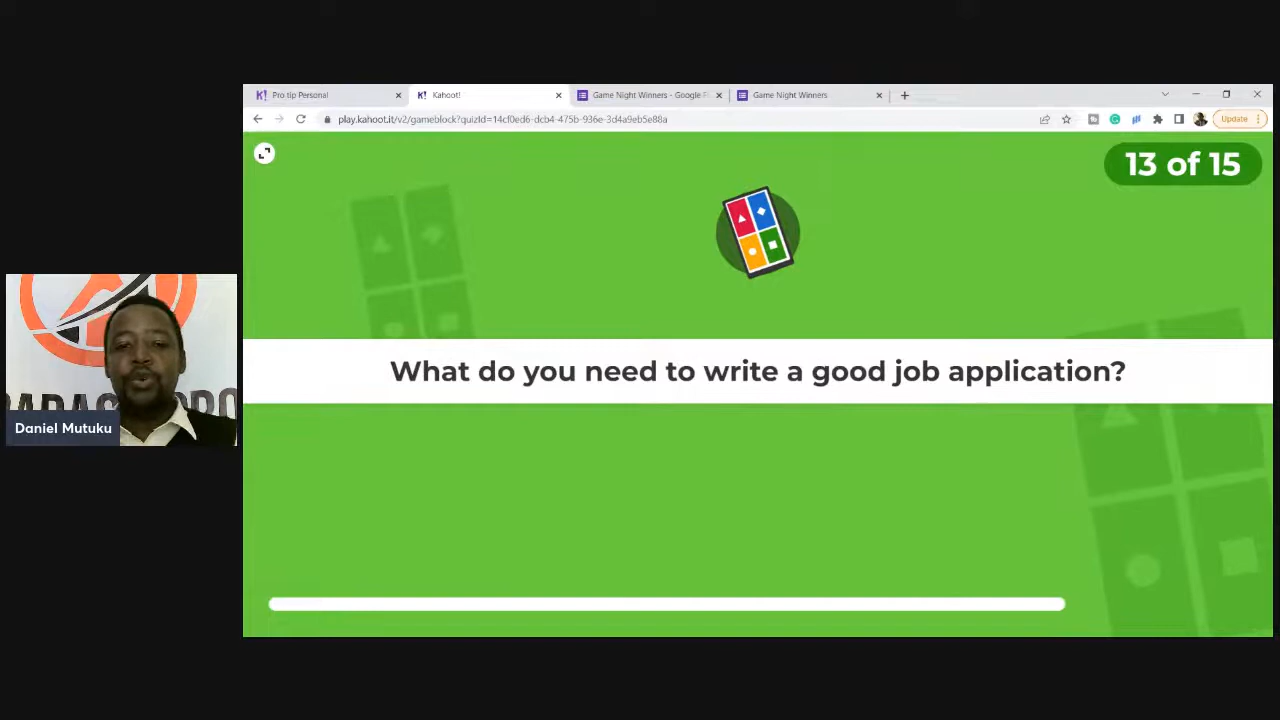 Pro tip Personal
Kahoot!
Game Night Winners - Google F
Game Night Winners
play.kahoot.it/v2/gameblock?quizId=14cf0ed6-dcb4-475b-936e-3d4a9eb5e88a
Update
13 of 15
What do you need to write a good job application?
Daniel Mutuku